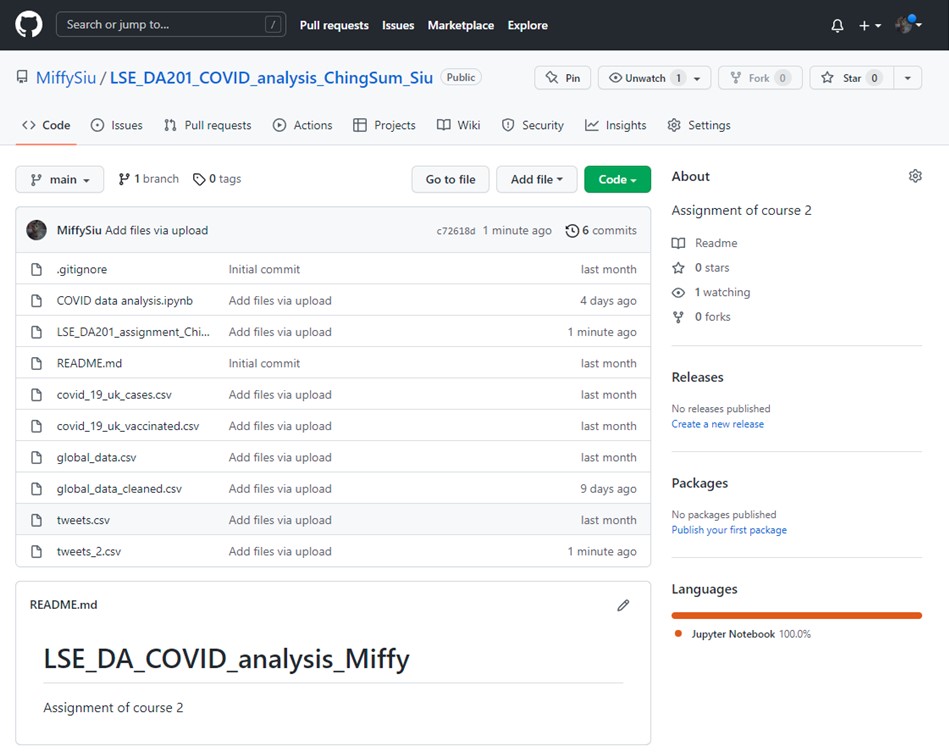 Search or jump to... /
Pull requests Issues Marketplace Explore
MiffySiu / LSE_DA201_COVID_analysis_ChingSum_Siu Public
Pin Unwatch 1 Fork 0 Star 0
Code Issues Pull requests Actions Projects Wiki Security Insights Settings
main 1 branch 0 tags Go to file Add file Code
MiffySiu Add files via upload c72618d 1 minute ago 6 commits
.gitignore Initial commit last month
COVID data analysis.ipynb Add files via upload 4 days ago
LSE_DA201_assignment_Chi... Add files via upload 1 minute ago
README.md Initial commit last month
covid_19_uk_cases.csv Add files via upload last month
covid_19_uk_vaccinated.csv Add files via upload last month
global_data.csv Add files via upload last month
global_data_cleaned.csv Add files via upload 9 days ago
tweets.csv Add files via upload last month
tweets_2.csv Add files via upload 1 minute ago
README.md
LSE_DA_COVID_analysis_Miffy
Assignment of course 2
About
Assignment of course 2
Readme
0 stars
1 watching
0 forks
Releases
No releases published
Create a new release
Packages
No packages published
Publish your first package
Languages
Jupyter Notebook 100.0%